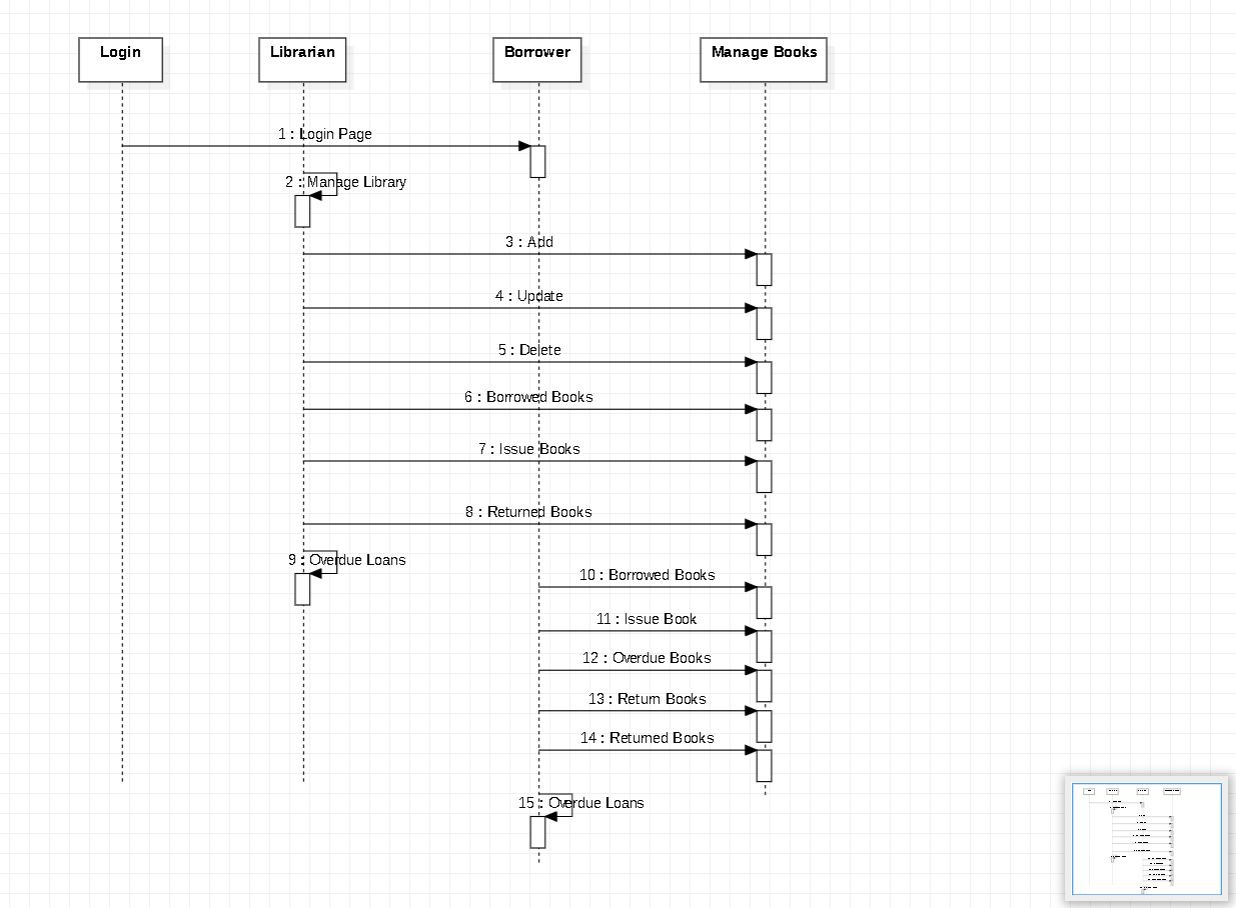 Login
Librarian
Borrower
Manage Books
1 : Login Page
2 : Manage Library
3 : Add
4 : Update
5 : Delete
6 : Borrowed Books
7 : Issue Books
8 : Returned Books
9 : Overdue Loans
10 : Borrowed Books
11 : Issue Book
12 : Overdue Books
13 : Return Books
14 : Returned Books
15 : Overdue Loans